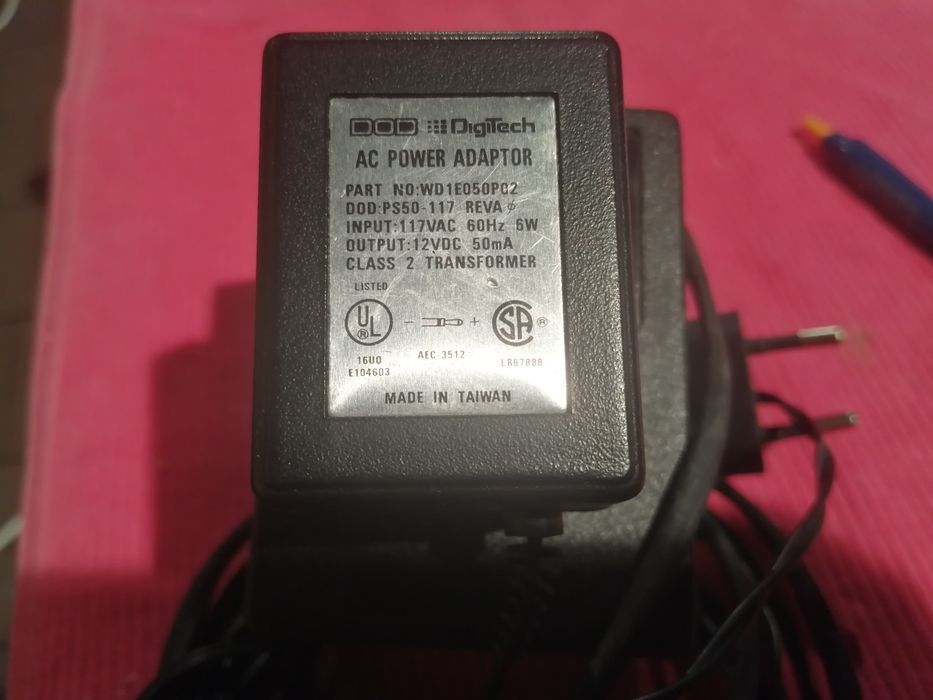 DOD DigiTech
AC POWER ADAPTOR
PART NO:WD1E050P02
DOD:PS50-117 REVA ϕ
INPUT:117VAC 60Hz 6W
OUTPUT:12VDC 50mA
CLASS 2 TRANSFORMER
LISTED
UL ® - + SA ®
16U0 AEC-3512 LR67888
E104603
MADE IN TAIWAN